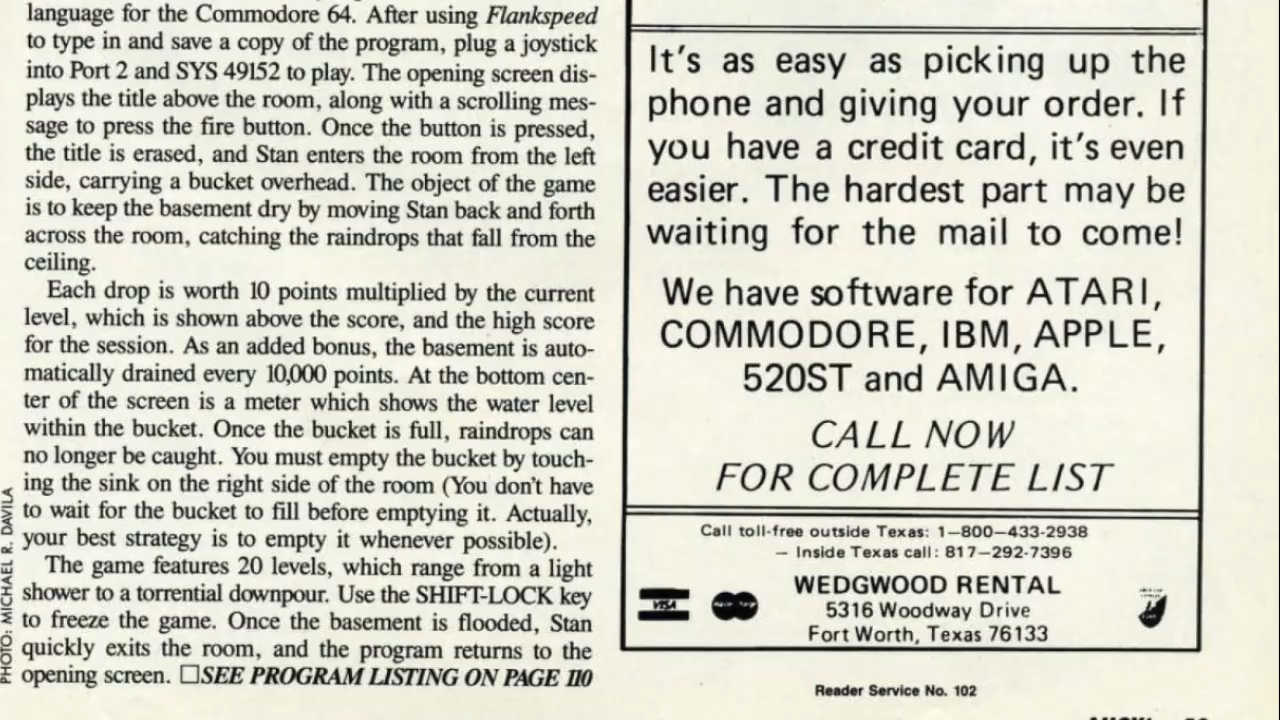 language for the Commodore 64. After using Flankspeed
to type in and save a copy of the program, plug a joystick
into Port 2 and SYS 49152 to play. The opening screen dis-
plays the title above the room, along with a scrolling mes-
sage to press the fire button. Once the button is pressed,
the title is erased, and Stan enters the room from the left
side, carrying a bucket overhead. The object of the game
is to keep the basement dry by moving Stan back and forth
across the room, catching the raindrops that fall from the
ceiling.
Each drop is worth 10 points multiplied by the current
level, which is shown above the score, and the high score
for the session. As an added bonus, the basement is auto-
matically drained every 10,000 points. At the bottom cen-
ter of the screen is a meter which shows the water level
within the bucket. Once the bucket is full, raindrops can
no longer be caught. You must empty the bucket by touch-
ing the sink on the right side of the room (You don't have
to wait for the bucket to fill before emptying it. Actually,
your best strategy is to empty it whenever possible).
The game features 20 levels, which range from a light
shower to a torrential downpour. Use the SHIFT-LOCK key
to freeze the game. Once the basement is flooded, Stan
quickly exits the room, and the program returns to the
opening screen. □SEE PROGRAM LISTING ON PAGE 110
PHOTO: MICHAEL R. DAVILA
It's as easy as picking up the
phone and giving your order. If
you have a credit card, it's even
easier. The hardest part may be
waiting for the mail to come!
We have software for ATARI,
COMMODORE, IBM, APPLE,
520ST and AMIGA.
CALL NOW
FOR COMPLETE LIST
Call toll-free outside Texas: 1—800—433-2938
— Inside Texas call: 817—292-7396
VISA
WEDGWOOD RENTAL
5316 Woodway Drive
Fort Worth, Texas 76133
Reader Service No. 102